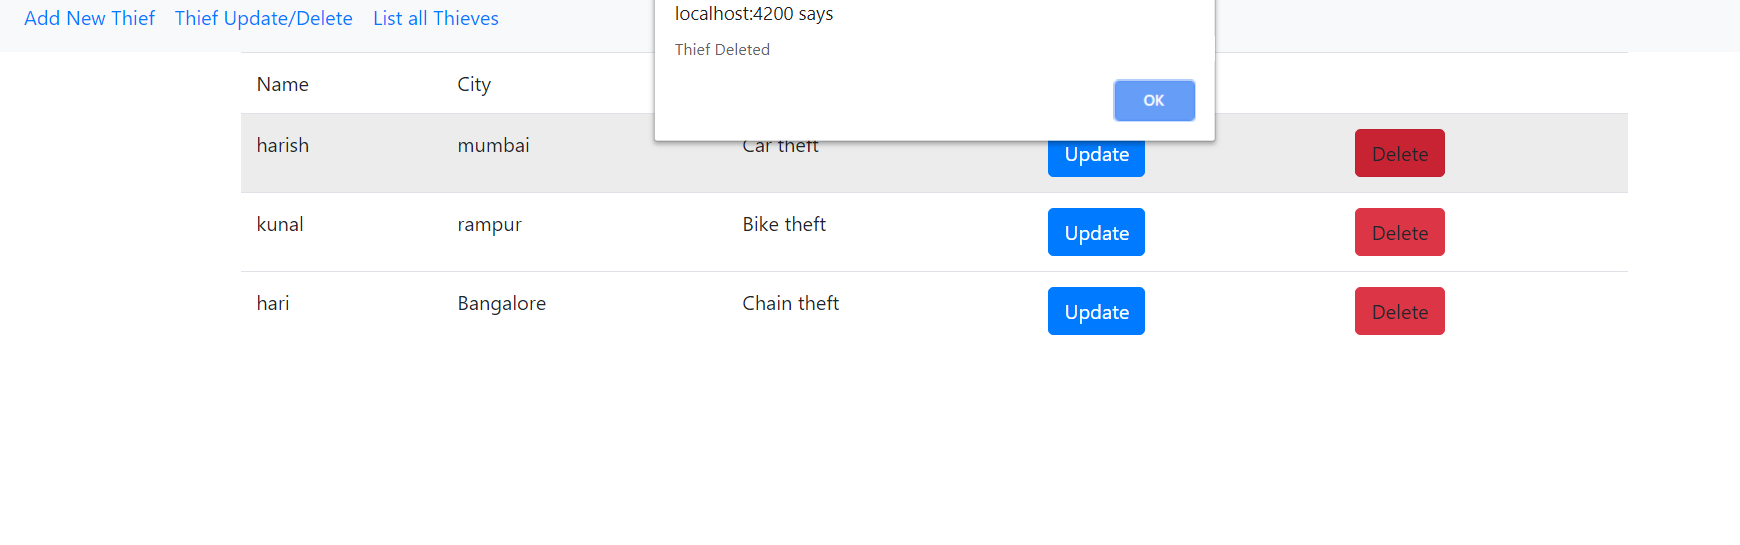 Add New Thief Thief Update/Delete List all Thieves
localhost:4200 says
Thief Deleted
OK
Name City
harish mumbai Car theft Update Delete
kunal rampur Bike theft Update Delete
hari Bangalore Chain theft Update Delete